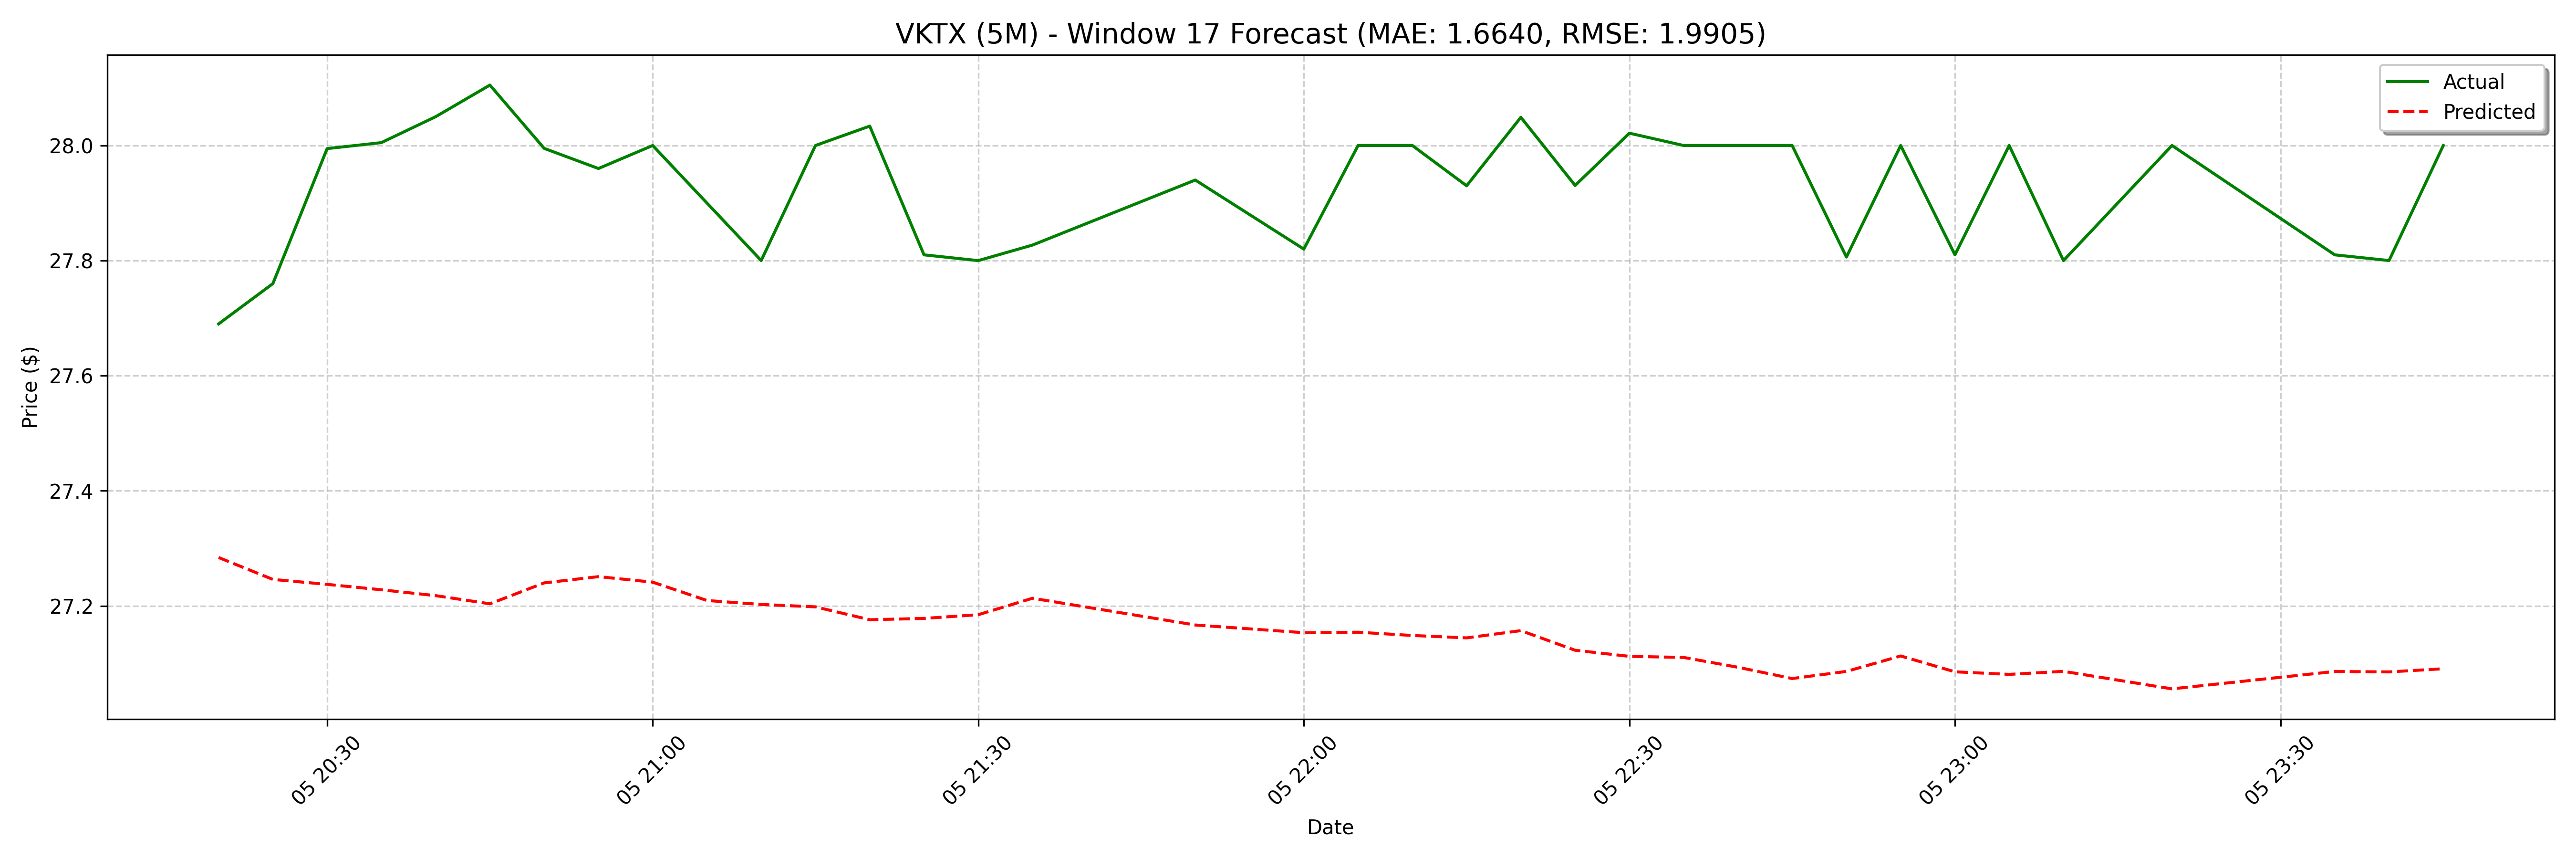 VKTX (5M) - Window 17 Forecast (MAE: 1.6640, RMSE: 1.9905)
Actual
Predicted
Price ($)
28.0
27.8
27.6
27.4
27.2
05 20:30
05 21:00
05 21:30
05 22:00
05 22:30
05 23:00
05 23:30
Date